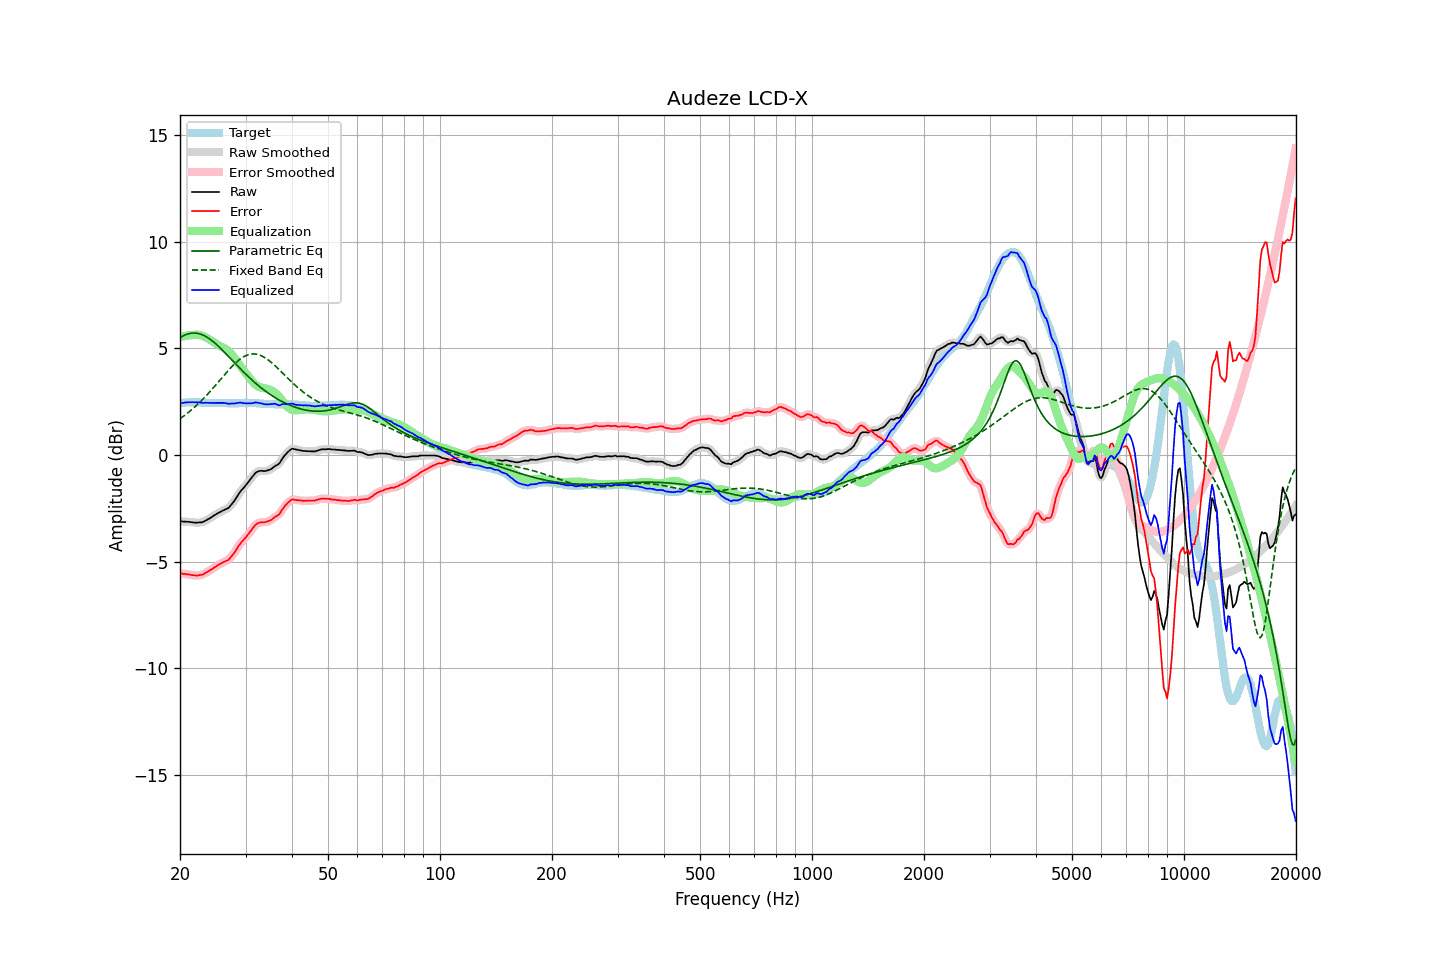 Audeze LCD-X
Target
Raw Smoothed
Error Smoothed
Raw
Error
Equalization
Parametric Eq
Fixed Band Eq
Equalized
Amplitude (dBr)
15
10
5
0
−5
−10
−15
20 50 100 200 500 1000 2000 5000 10000 20000
Frequency (Hz)